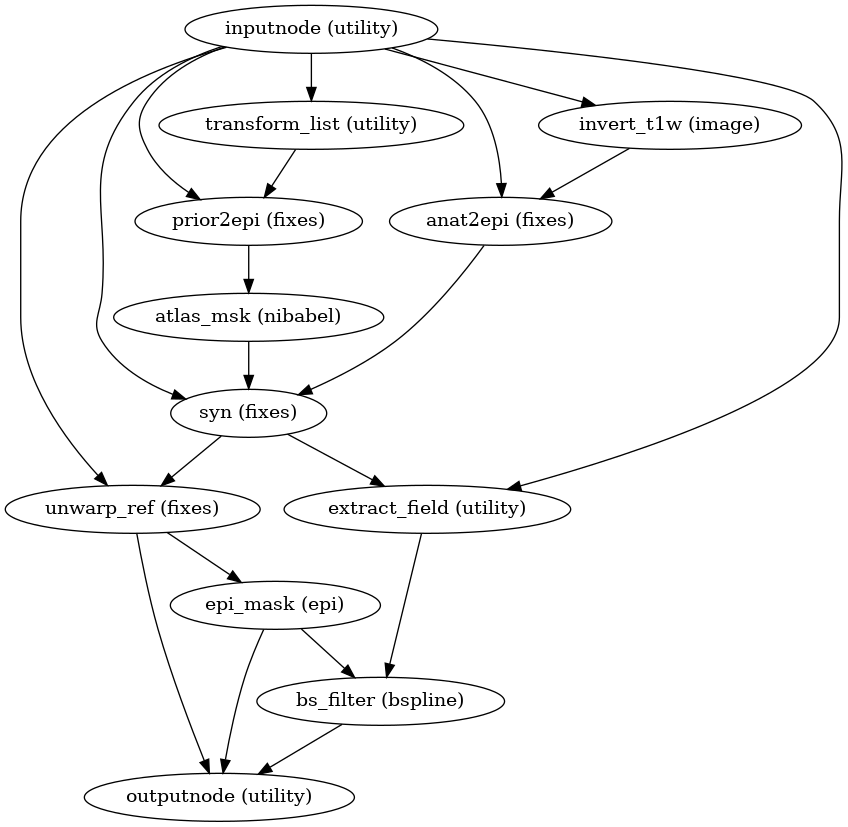 inputnode (utility)
transform_list (utility)
invert_t1w (image)
prior2epi (fixes)
anat2epi (fixes)
atlas_msk (nibabel)
syn (fixes)
unwarp_ref (fixes)
extract_field (utility)
epi_mask (epi)
bs_filter (bspline)
outputnode (utility)